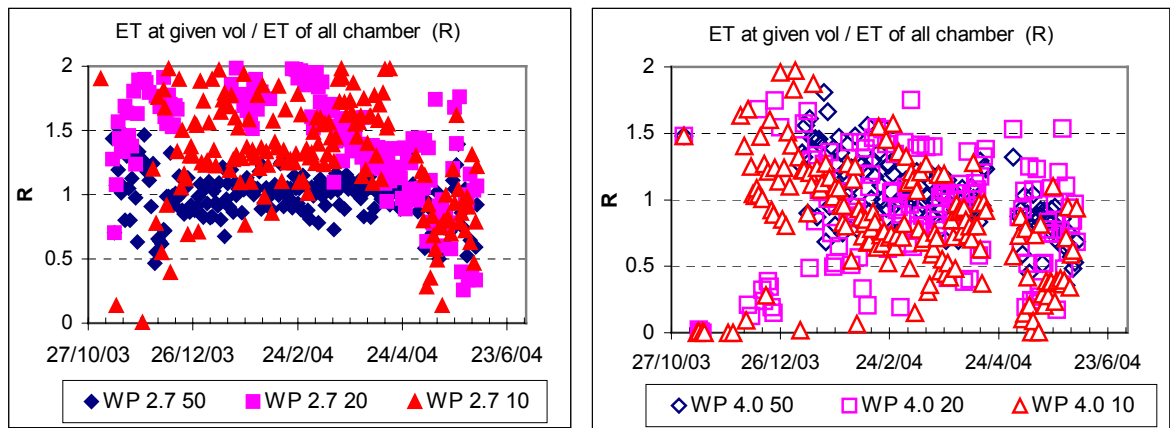 ET at given vol / ET of all chamber (R)
2
1.5
1
0.5
0
R
27/10/03 26/12/03 24/2/04 24/4/04 23/6/04
WP 2.7 50 WP 2.7 20 WP 2.7 10
ET at given vol / ET of all chamber (R)
2
1.5
1
0.5
0
R
27/10/03 26/12/03 24/2/04 24/4/04 23/6/04
WP 4.0 50 WP 4.0 20 WP 4.0 10